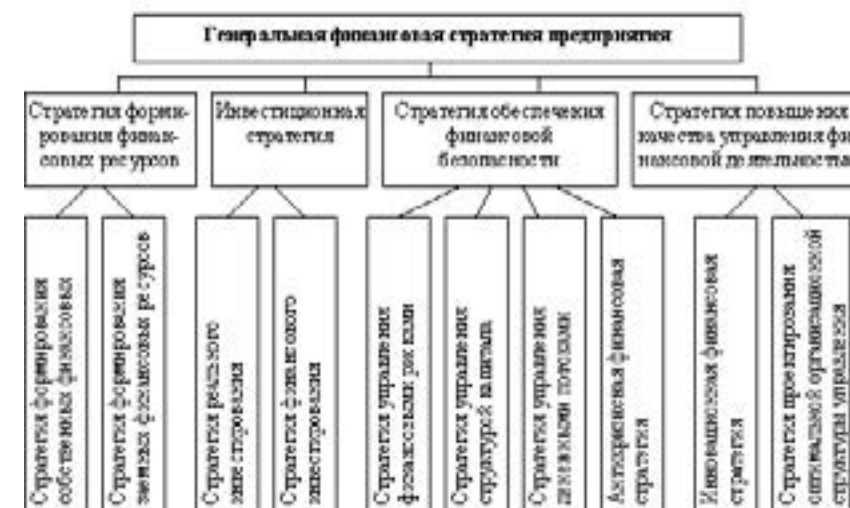 Генеральная финансовая стратегия предприятия
Стратегия форми-
рования финан-
совых ресурсов
Инвестиционная
стратегия
Стратегия обеспечения
финансовой
безопасности
Стратегия повышения
качества управления фи
нансовой деятельностью
Стратегия формирования
собственных финансовых
Стратегия формирования
заемных финансовых ресурсов
Стратегия реального
инвестирования
Стратегия финансового
инвестирования
Стратегия управления
финансовыми рисками
Стратегия управления
структурой капитала
Стратегия управления
денежными потоками
Антикризисная финансовая
стратегия
Инновационная финансовая
стратегия
Стратегия проектирования
оптимальной организационной
структуры управления